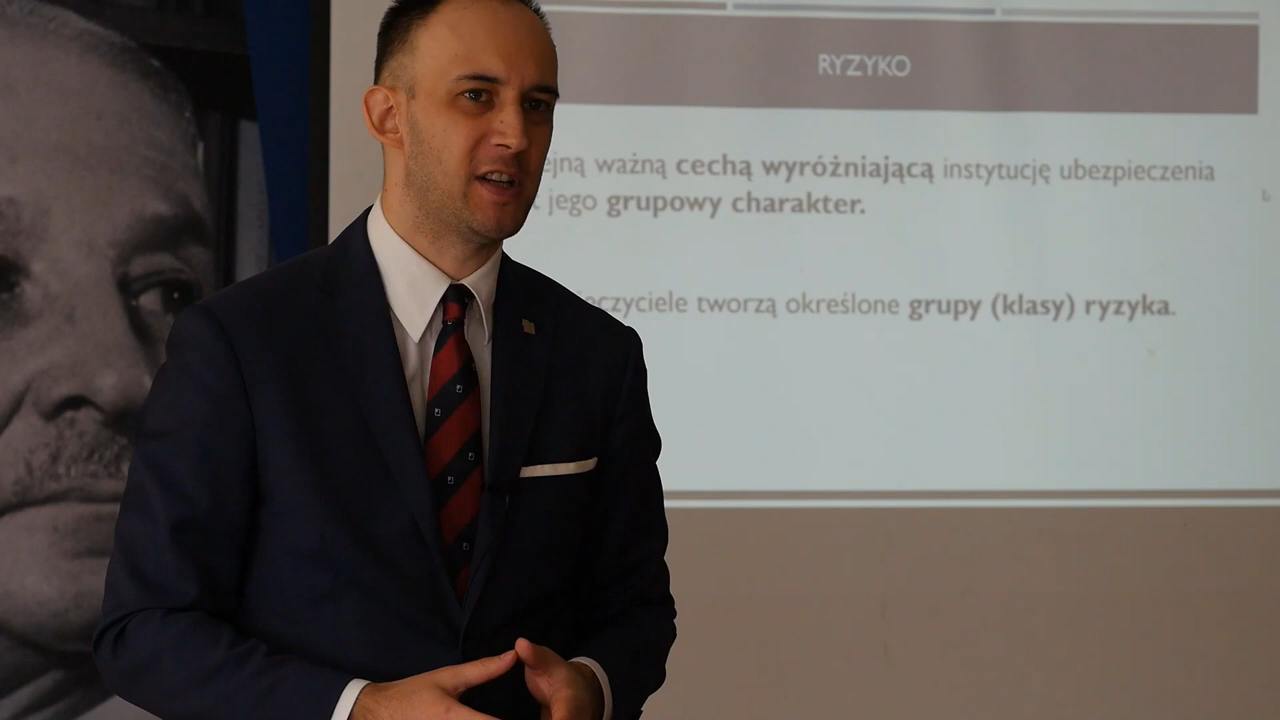 RYZYKO
ważną cechą wyróżniającą instytucję ubezpieczenia
jego grupowy charakter.
tworzą określone grupy (klasy) ryzyka.